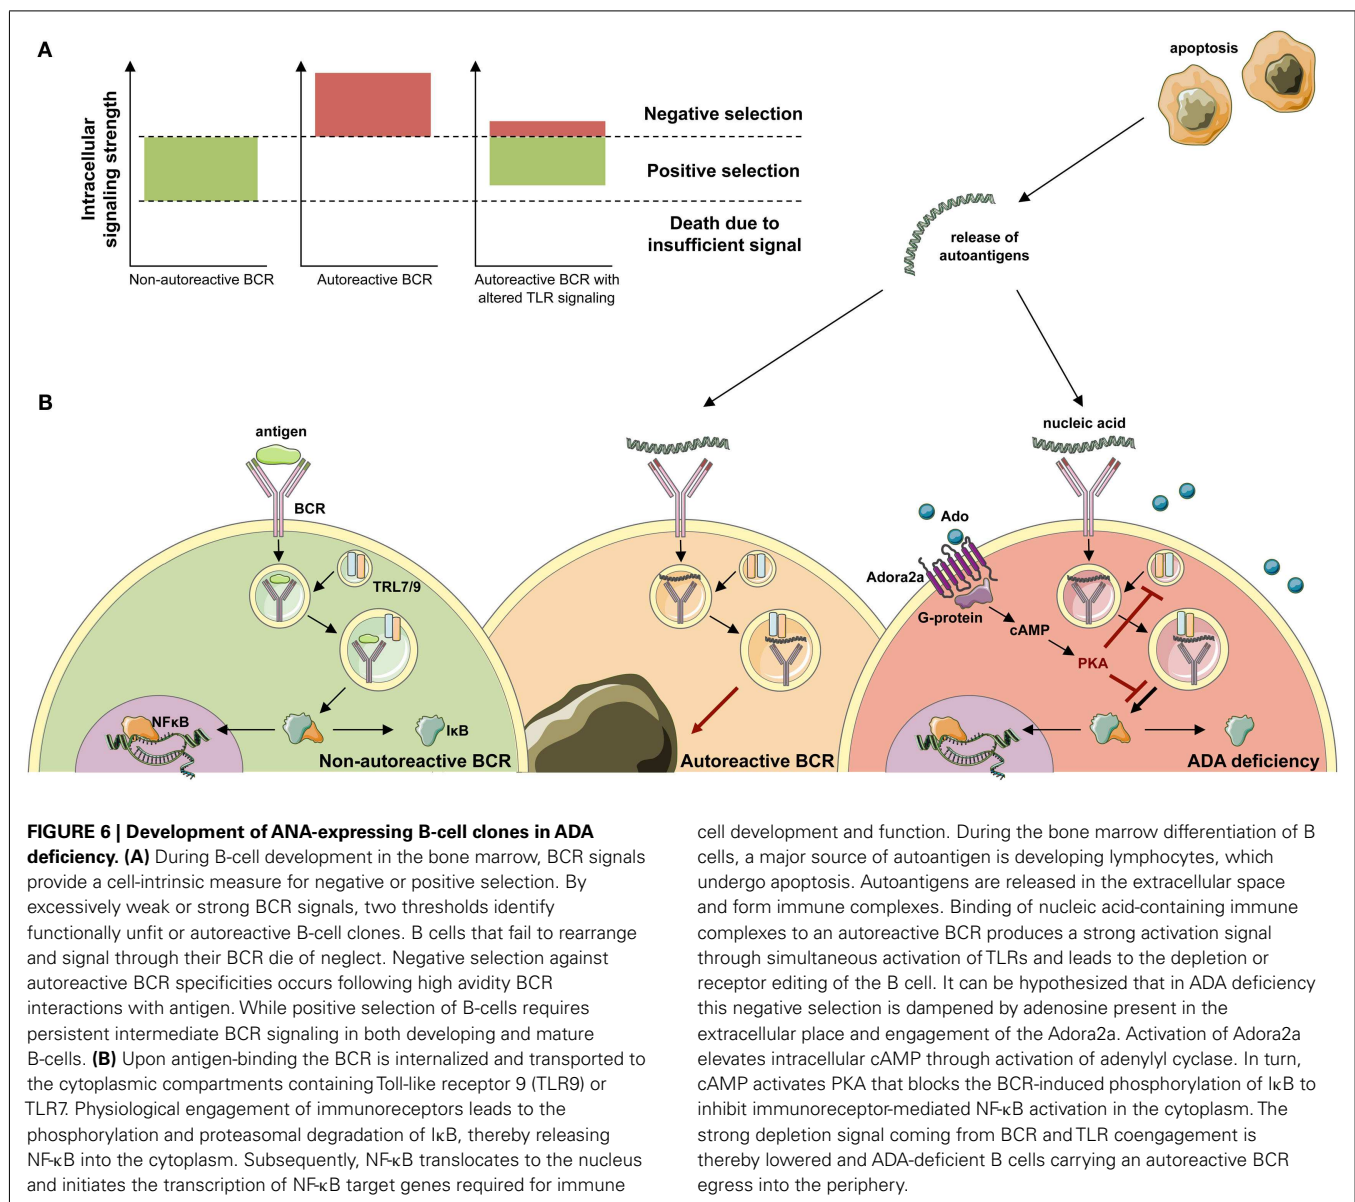 A
apoptosis
Intracellular
signaling strength
Negative selection
Positive selection
Death due to
insufficient signal
Non-autoreactive BCR
Autoreactive BCR
Autoreactive BCR with
altered TLR signaling
release of
autoantigens
B
antigen
nucleic acid
BCR
Ado
TRL7/9
Adora2a
G-protein
cAMP
PKA
NFκB
IκB
Non-autoreactive BCR
Autoreactive BCR
ADA deficiency
FIGURE 6 | Development of ANA-expressing B-cell clones in ADA
deficiency. (A) During B-cell development in the bone marrow, BCR signals
provide a cell-intrinsic measure for negative or positive selection. By
excessively weak or strong BCR signals, two thresholds identify
functionally unfit or autoreactive B-cell clones. B cells that fail to rearrange
and signal through their BCR die of neglect. Negative selection against
autoreactive BCR specificities occurs following high avidity BCR
interactions with antigen. While positive selection of B-cells requires
persistent intermediate BCR signaling in both developing and mature
B-cells. (B) Upon antigen-binding the BCR is internalized and transported to
the cytoplasmic compartments containing Toll-like receptor 9 (TLR9) or
TLR7. Physiological engagement of immunoreceptors leads to the
phosphorylation and proteasomal degradation of IκB, thereby releasing
NF-κB into the cytoplasm. Subsequently, NF-κB translocates to the nucleus
and initiates the transcription of NF-κB target genes required for immune
cell development and function. During the bone marrow differentiation of B
cells, a major source of autoantigen is developing lymphocytes, which
undergo apoptosis. Autoantigens are released in the extracellular space
and form immune complexes. Binding of nucleic acid-containing immune
complexes to an autoreactive BCR produces a strong activation signal
through simultaneous activation of TLRs and leads to the depletion or
receptor editing of the B cell. It can be hypothesized that in ADA deficiency
this negative selection is dampened by adenosine present in the
extracellular place and engagement of the Adora2a. Activation of Adora2a
elevates intracellular cAMP through activation of adenylyl cyclase. In turn,
cAMP activates PKA that blocks the BCR-induced phosphorylation of IκB to
inhibit immunoreceptor-mediated NF-κB activation in the cytoplasm. The
strong depletion signal coming from BCR and TLR coengagement is
thereby lowered and ADA-deficient B cells carrying an autoreactive BCR
egress into the periphery.